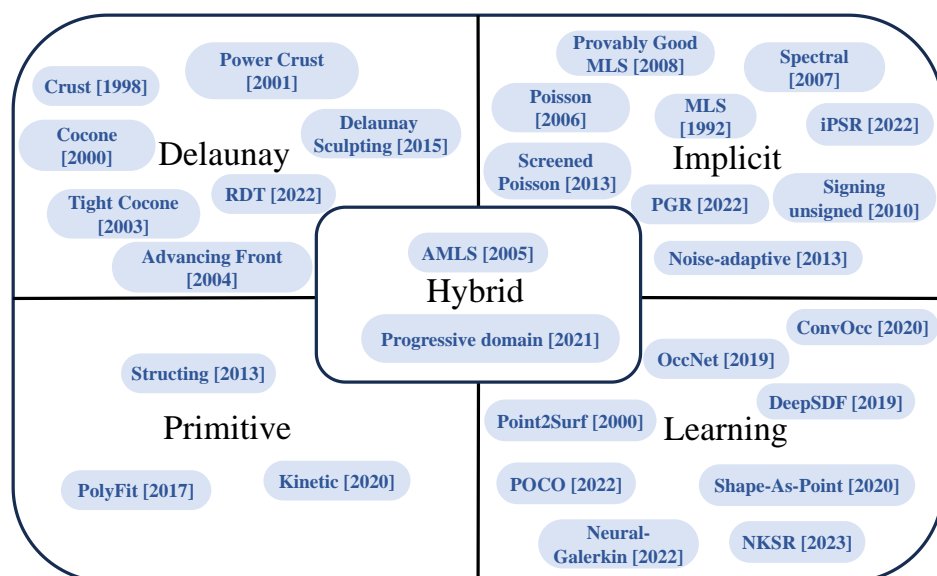 Crust [1998]
Power Crust
[2001]
Cocone
[2000]
Delaunay
Sculpting [2015]
Delaunay
RDT [2022]
Tight Cocone
[2003]
Advancing Front
[2004]
Provably Good
MLS [2008]
Spectral
[2007]
Poisson
[2006]
MLS
[1992]
iPSR [2022]
Implicit
Screened
Poisson [2013]
PGR [2022]
Signing
unsigned [2010]
Noise-adaptive [2013]
AMLS [2005]
Hybrid
Progressive domain [2021]
Structing [2013]
Primitive
PolyFit [2017]
Kinetic [2020]
ConvOcc [2020]
OccNet [2019]
DeepSDF [2019]
Point2Surf [2000]
Learning
POCO [2022]
Shape-As-Point [2020]
Neural-
Galerkin [2022]
NKSR [2023]